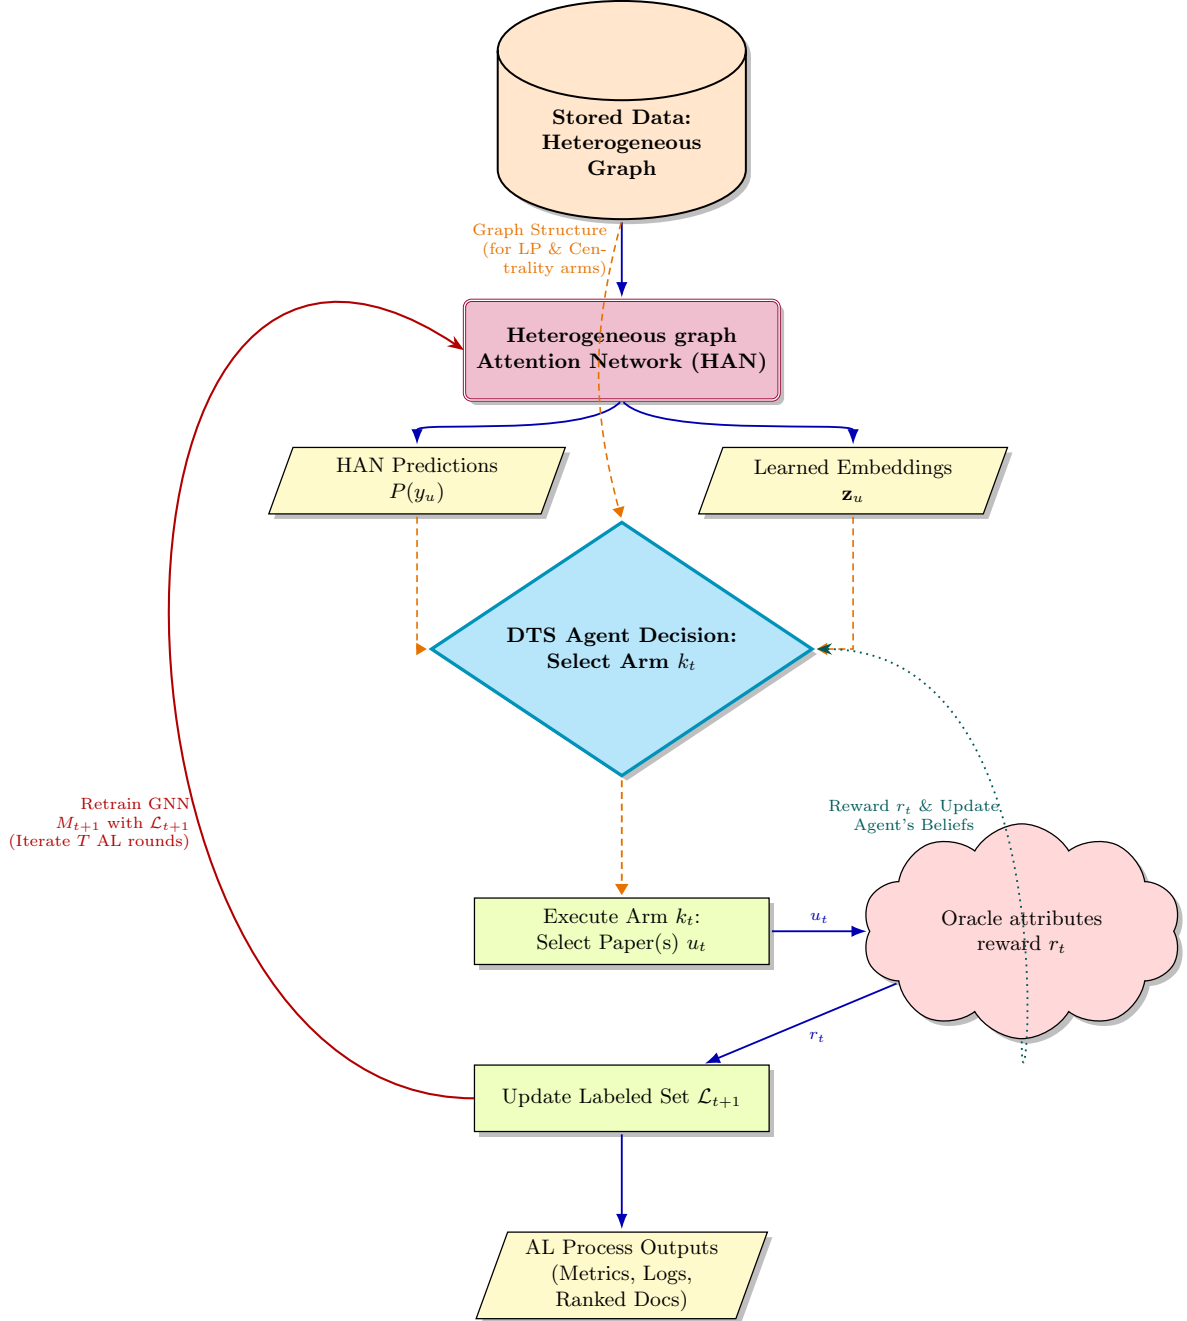 Stored Data:
Heterogeneous
Graph
Graph Structure
(for LP & Cen-
trality arms)
Heterogeneous graph
Attention Network (HAN)
HAN Predictions
P(y_u)
Learned Embeddings
𝐳_u
DTS Agent Decision:
Select Arm k_t
Retrain GNN
M_{t+1} with ℒ_{t+1}
(Iterate T AL rounds)
Reward r_t & Update
Agent's Beliefs
Execute Arm k_t:
Select Paper(s) u_t
u_t
Oracle attributes
reward r_t
r_t
Update Labeled Set ℒ_{t+1}
AL Process Outputs
(Metrics, Logs,
Ranked Docs)